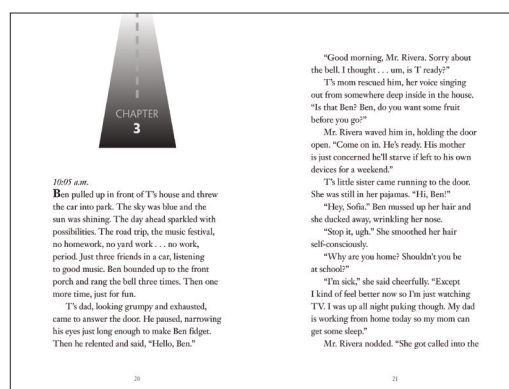 CHAPTER
3
10:05 a.m.
Ben pulled up in front of T’s house and threw
the car into park. The sky was blue and the
sun was shining. The day ahead sparkled with
possibilities. The road trip, the music festival,
no homework, no yard work . . . no work,
period. Just three friends in a car, listening
to good music. Ben bounded up to the front
porch and rang the bell three times. Then one
more time, just for fun.
T’s dad, looking grumpy and exhausted,
came to answer the door. He paused, narrowing
his eyes just long enough to make Ben fidget.
Then he relented and said, “Hello, Ben.”
20
“Good morning, Mr. Rivera. Sorry about
the bell. I thought . . . um, is T ready?”
T’s mom rescued him, her voice singing
out from somewhere deep inside in the house.
“Is that Ben? Ben, do you want some fruit
before you go?”
Mr. Rivera waved him in, holding the door
open. “Come on in. He’s ready. His mother
is just concerned he’ll starve if left to his own
devices for a weekend.”
T’s little sister came running to the door.
She was still in her pajamas. “Hi, Ben!”
“Hey, Sofia.” Ben mussed up her hair and
she ducked away, wrinkling her nose.
“Stop it, ugh.” She smoothed her hair
self-consciously.
“Why are you home? Shouldn’t you be
at school?”
“I’m sick,” she said cheerfully. “Except
I kind of feel better now so I’m just watching
TV. I was up all night puking though. My dad
is working from home today so my mom can
get some sleep.”
Mr. Rivera nodded. “She got called into the
21